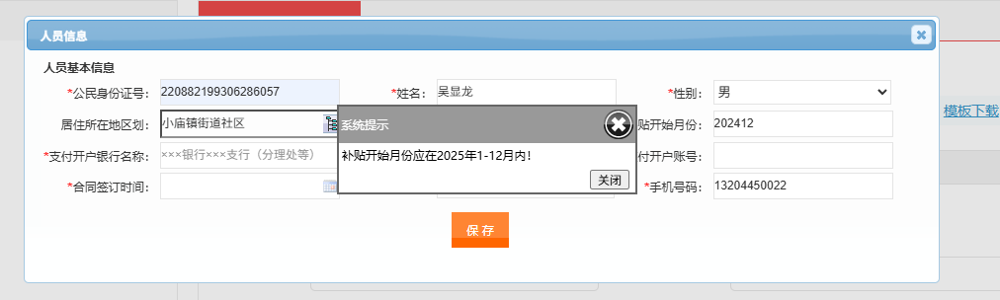 人员信息
人员基本信息
*公民身份证号： 220882199306286057 *姓名： 吴显龙 *性别： 男
居住所在地区划： 小庙镇街道社区 贴开始月份： 202412
模板下载
系统提示
补贴开始月份应在2025年1-12月内！
关闭
*支付开户银行名称： ×××银行×××支行（分理处等） 付开户账号：
*合同签订时间： *手机号码： 13204450022
保 存